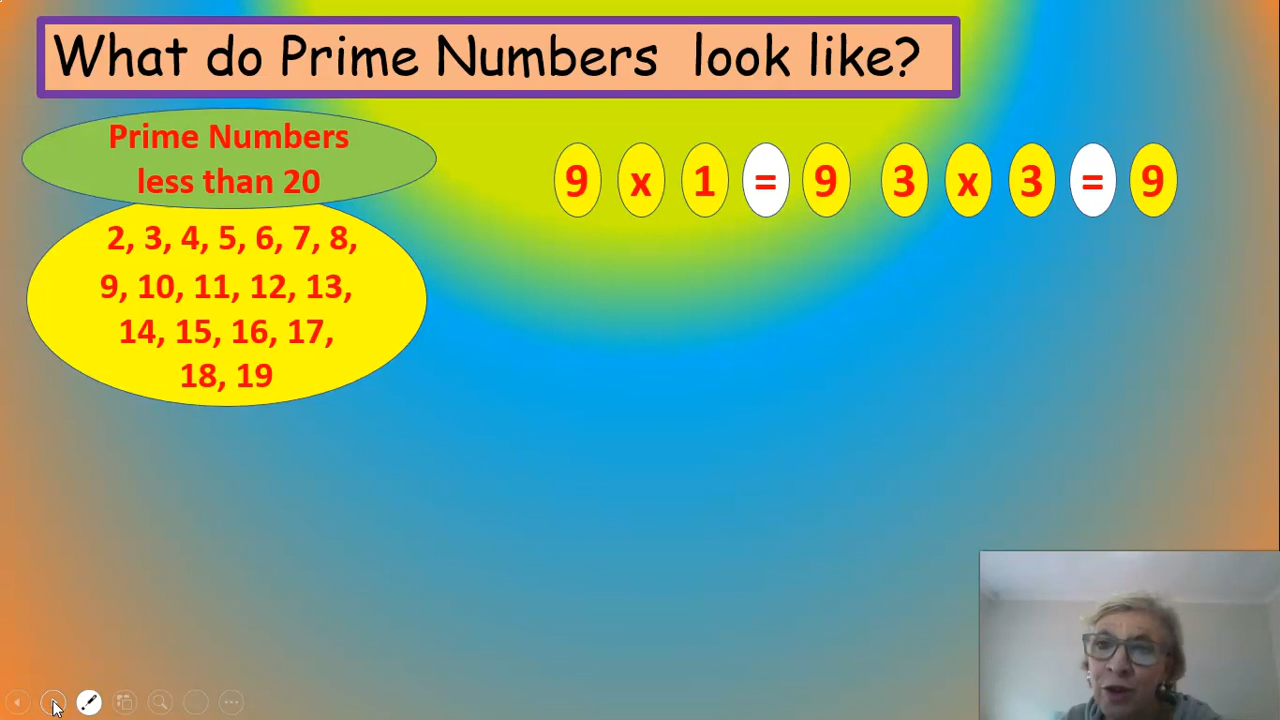 What do Prime Numbers look like?
Prime Numbers
less than 20
2, 3, 4, 5, 6, 7, 8,
9, 10, 11, 12, 13,
14, 15, 16, 17,
18, 19
9 x 1 = 9 3 x 3 = 9